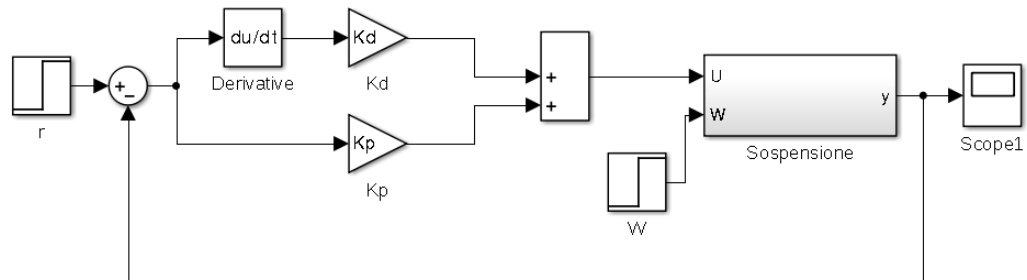 r
+
−
du/dt
Derivative
Kd
Kd
Kp
Kp
+
+
W
U
W
y
Sospensione
Scope1